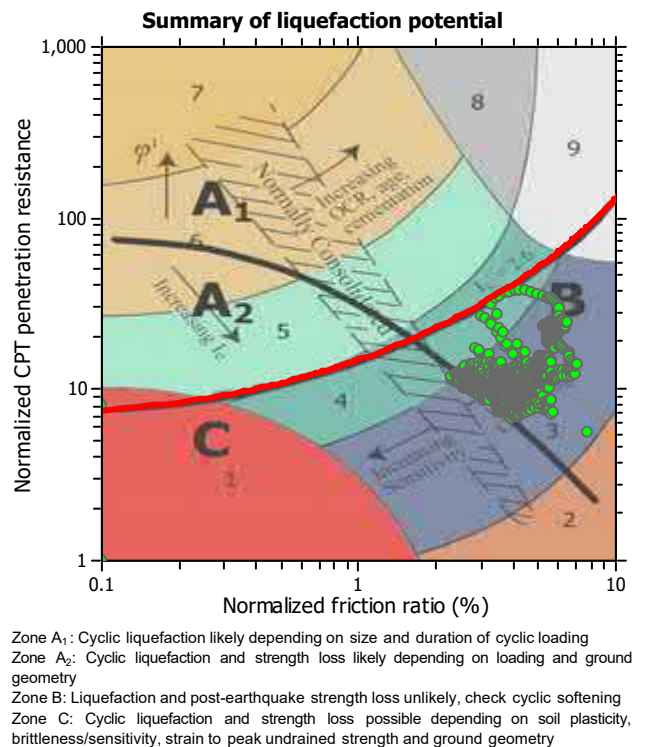 Summary of liquefaction potential
1,000
7
8
9
φ'
Increasing
OCR, age,
cementation
A1
Normally Consolidated
100
6
Ic = 2.6
A2
B
Increasing Ic
5
10
4
3
C
Increasing
Sensitivity
1
2
1
0.1
1
10
Normalized CPT penetration resistance
Normalized friction ratio (%)
Zone A1: Cyclic liquefaction likely depending on size and duration of cyclic loading
Zone A2: Cyclic liquefaction and strength loss likely depending on loading and ground
geometry
Zone B: Liquefaction and post-earthquake strength loss unlikely, check cyclic softening
Zone C: Cyclic liquefaction and strength loss possible depending on soil plasticity,
brittleness/sensitivity, strain to peak undrained strength and ground geometry